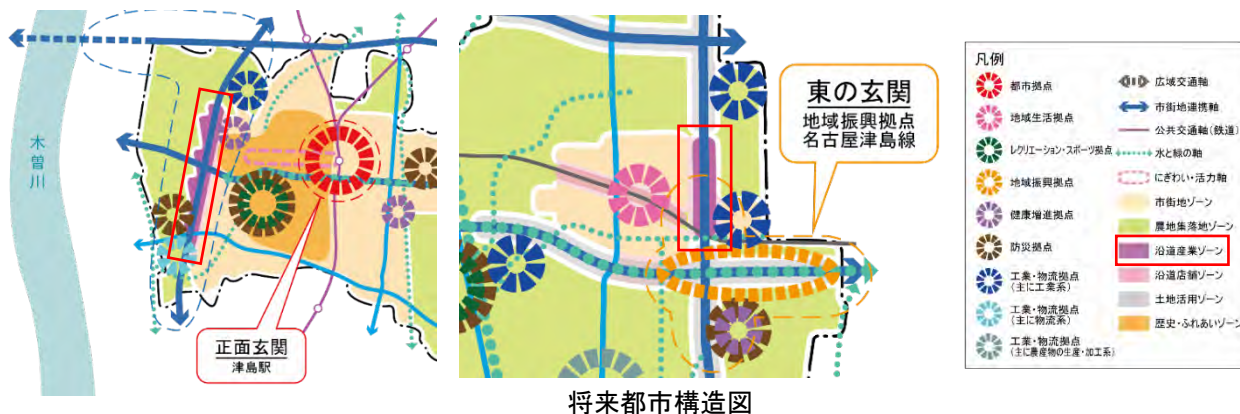 木曽川
正面玄関
津島駅
東の玄関
地域振興拠点
名古屋津島線
凡例
都市拠点
地域生活拠点
レクリエーション・スポーツ拠点
地域振興拠点
健康増進拠点
防災拠点
工業・物流拠点
(主に工業系)
工業・物流拠点
(主に物流系)
工業・物流拠点
(主に農産物の生産・加工系)
広域交通軸
市街地連携軸
公共交通軸(鉄道)
水と緑の軸
にぎわい・活力軸
市街地ゾーン
農地集落地ゾーン
沿道産業ゾーン
沿道店舗ゾーン
土地活用ゾーン
歴史・ふれあいゾーン
将来都市構造図